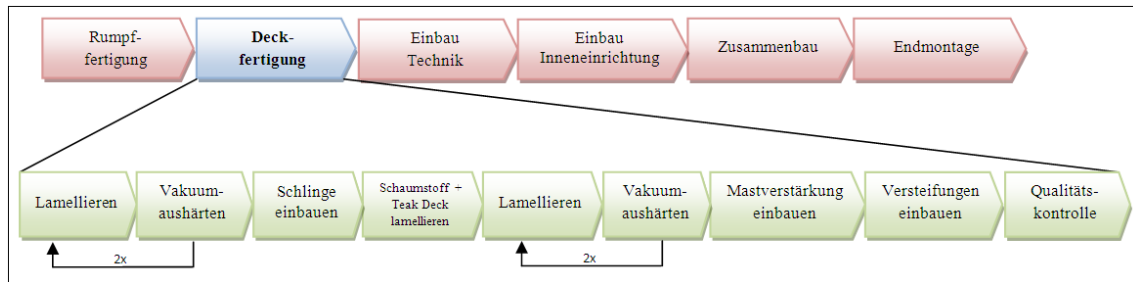 Rumpf-
fertigung
Deck-
fertigung
Einbau
Technik
Einbau
Inneneinrichtung
Zusammenbau
Endmontage
Lamellieren
Vakuum-
aushärten
Schlinge
einbauen
Schaumstoff +
Teak Deck
lamellieren
Lamellieren
Vakuum-
aushärten
Mastverstärkung
einbauen
Versteifungen
einbauen
Qualitäts-
kontrolle
2x
2x